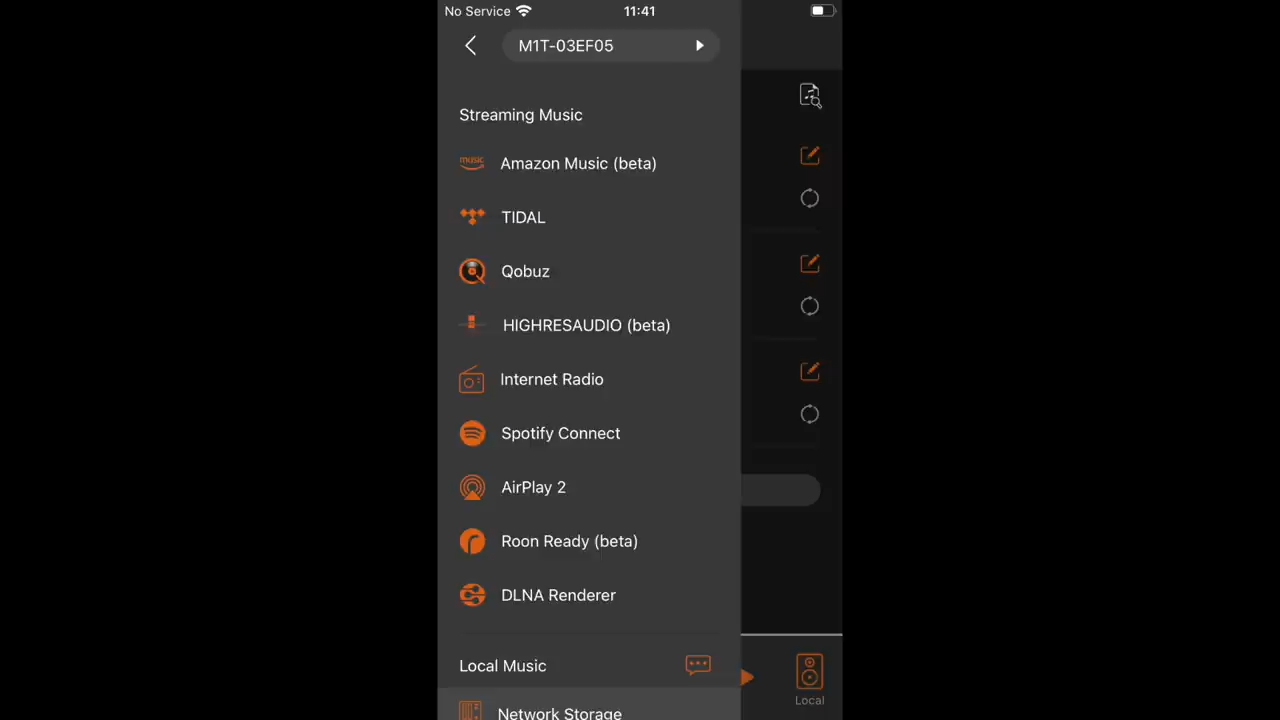 No Service
11:41
M1T-03EF05
Streaming Music
music
Amazon Music (beta)
TIDAL
Qobuz
HIGHRESAUDIO (beta)
Internet Radio
Spotify Connect
AirPlay 2
Roon Ready (beta)
DLNA Renderer
Local Music
Network Storage
Local